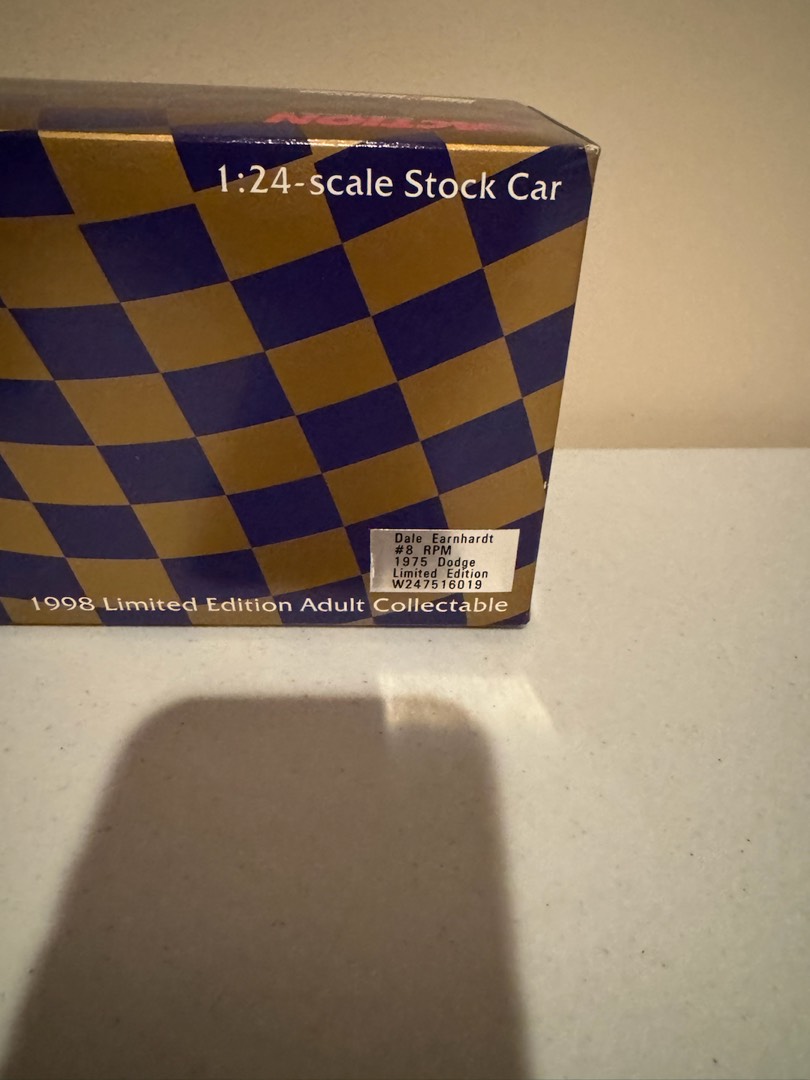 ACTION
1:24-scale Stock Car
Dale Earnhardt
#8 RPM
1975 Dodge
Limited Edition
W247516019
1998 Limited Edition Adult Collectable